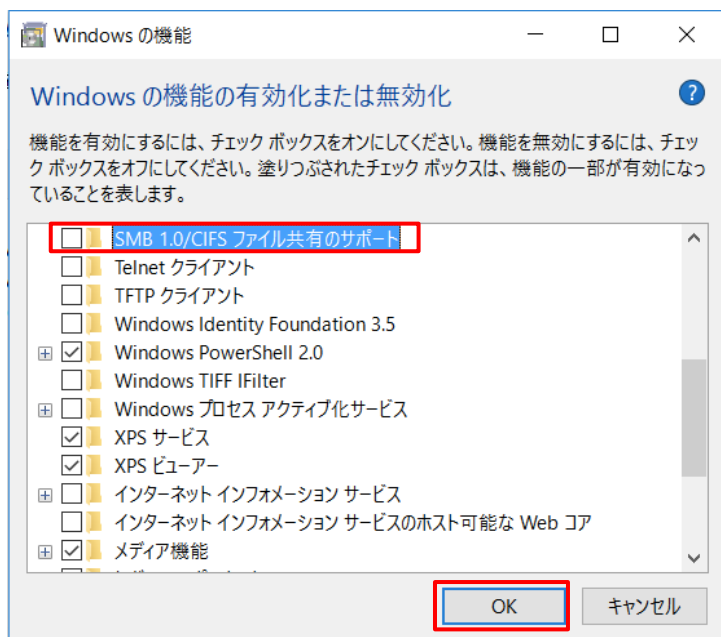 Windows の機能
Windows の機能の有効化または無効化
機能を有効にするには、チェック ボックスをオンにしてください。機能を無効にするには、チェッ
ク ボックスをオフにしてください。塗りつぶされたチェック ボックスは、機能の一部が有効になっ
ていることを表します。
SMB 1.0/CIFS ファイル共有のサポート
Telnet クライアント
TFTP クライアント
Windows Identity Foundation 3.5
Windows PowerShell 2.0
Windows TIFF IFilter
Windows プロセス アクティブ化サービス
XPS サービス
XPS ビューアー
インターネット インフォメーション サービス
インターネット インフォメーション サービスのホスト可能な Web コア
メディア機能
OK
キャンセル